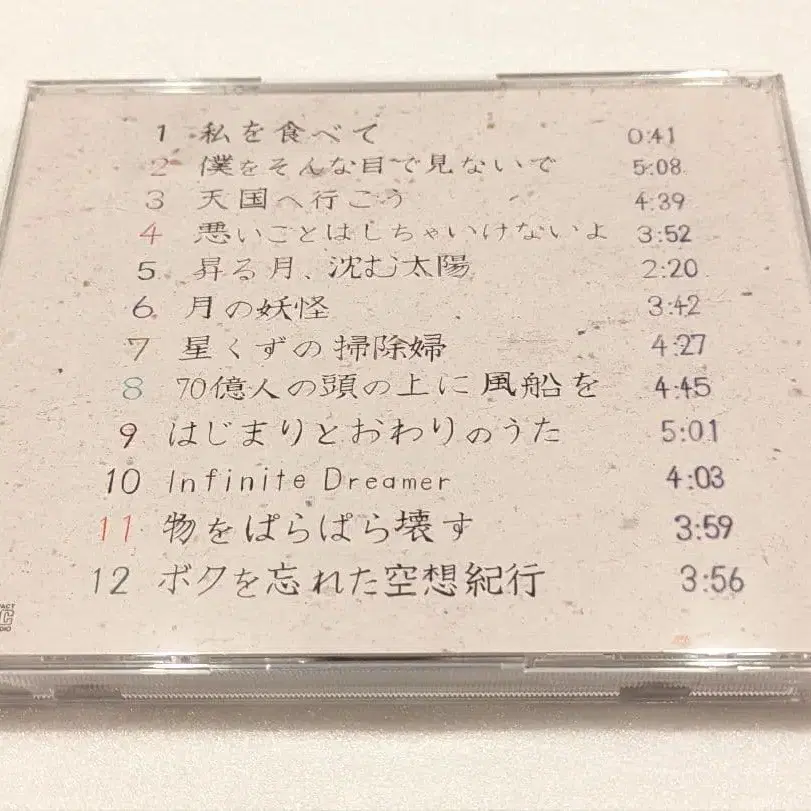 1 私を食べて 0:41
2 僕をそんな目で見ないで 5:08
3 天国へ行こう 4:39
4 悪いことはしちゃいけないよ 3:52
5 昇る月、沈む太陽 2:20
6 月の妖怪 3:42
7 星くずの掃除婦 4:27
8 70億人の頭の上に風船を 4:45
9 はじまりとおわりのうた 5:01
10 Infinite Dreamer 4:03
11 物をぱらぱら壊す 3:59
12 ボクを忘れた空想紀行 3:56